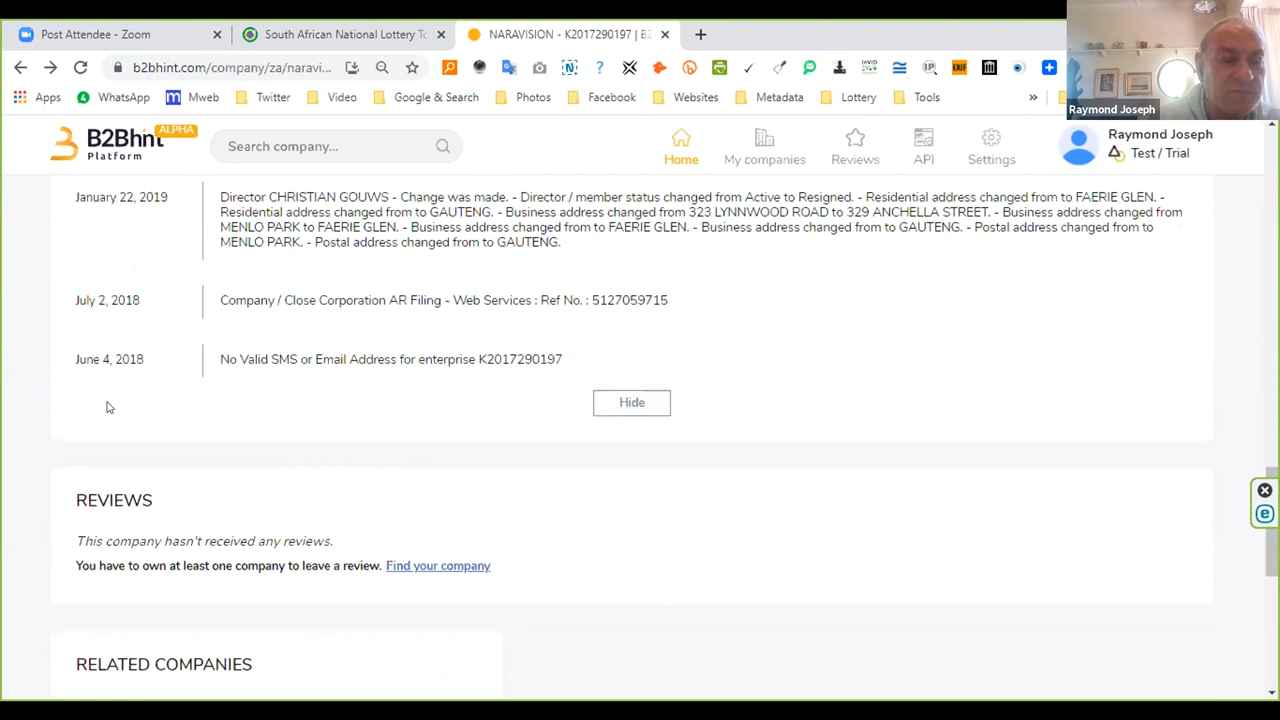 Post Attendee - Zoom
South African National Lottery To
NARAVISION - K2017290197 | B2
b2bhint.com/company/za/naravi...
Apps
WhatsApp
Mweb
Twitter
Video
Google & Search
Photos
Facebook
Websites
Metadata
Lottery
Tools
»
Raymond Joseph
B2Bhint ALPHA
Platform
Search company...
Home
My companies
Reviews
API
Settings
Raymond Joseph
Test / Trial
January 22, 2019
Director CHRISTIAN GOUWS - Change was made. - Director / member status changed from Active to Resigned. - Residential address changed from to FAERIE GLEN. -
Residential address changed from to GAUTENG. - Business address changed from 323 LYNNWOOD ROAD to 329 ANCHELLA STREET. - Business address changed from
MENLO PARK to FAERIE GLEN. - Business address changed from to FAERIE GLEN. - Business address changed from to GAUTENG. - Postal address changed from to
MENLO PARK. - Postal address changed from to GAUTENG.
July 2, 2018
Company / Close Corporation AR Filing - Web Services : Ref No. : 5127059715
June 4, 2018
No Valid SMS or Email Address for enterprise K2017290197
Hide
REVIEWS
This company hasn't received any reviews.
You have to own at least one company to leave a review. Find your company
RELATED COMPANIES